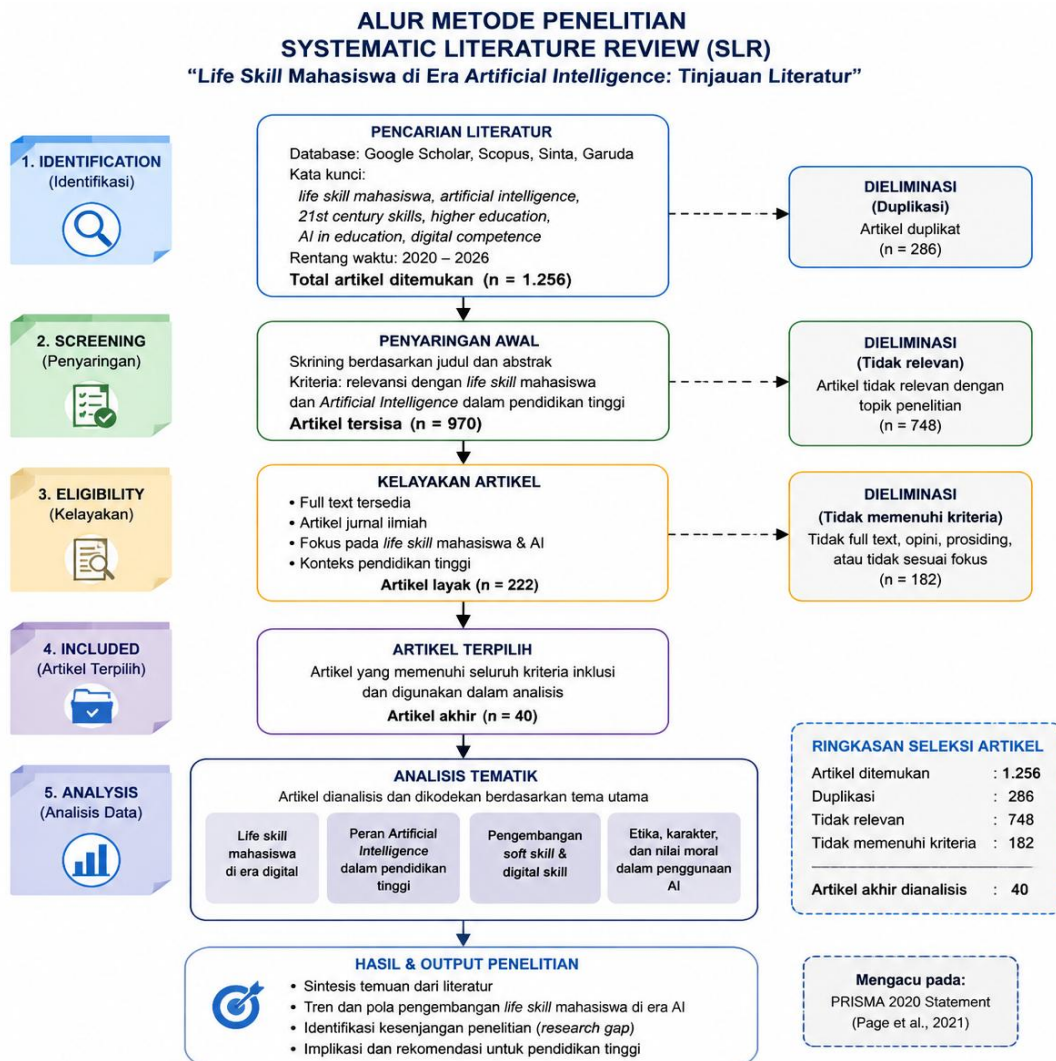 ALUR METODE PENELITIAN
SYSTEMATIC LITERATURE REVIEW (SLR)
“Life Skill Mahasiswa di Era Artificial Intelligence: Tinjauan Literatur”
1. IDENTIFICATION
(Identifikasi)
PENCARIAN LITERATUR
Database: Google Scholar, Scopus, Sinta, Garuda
Kata kunci:
life skill mahasiswa, artificial intelligence,
21st century skills, higher education,
AI in education, digital competence
Rentang waktu: 2020 – 2026
Total artikel ditemukan (n = 1.256)
DIELIMINASI
(Duplikasi)
Artikel duplikat
(n = 286)
2. SCREENING
(Penyaringan)
PENYARINGAN AWAL
Skrining berdasarkan judul dan abstrak
Kriteria: relevansi dengan life skill mahasiswa
dan Artificial Intelligence dalam pendidikan tinggi
Artikel tersisa (n = 970)
DIELIMINASI
(Tidak relevan)
Artikel tidak relevan dengan
topik penelitian
(n = 748)
3. ELIGIBILITY
(Kelayakan)
KELAYAKAN ARTIKEL
• Full text tersedia
• Artikel jurnal ilmiah
• Fokus pada life skill mahasiswa & AI
• Konteks pendidikan tinggi
Artikel layak (n = 222)
DIELIMINASI
(Tidak memenuhi kriteria)
Tidak full text, opini, prosiding,
atau tidak sesuai fokus
(n = 182)
4. INCLUDED
(Artikel Terpilih)
ARTIKEL TERPILIH
Artikel yang memenuhi seluruh kriteria inklusi
dan digunakan dalam analisis
Artikel akhir (n = 40)
5. ANALYSIS
(Analisis Data)
ANALISIS TEMATIK
Artikel dianalisis dan dikodekan berdasarkan tema utama
Life skill
mahasiswa
di era digital
Peran Artificial
Intelligence
dalam pendidikan
tinggi
Pengembangan
soft skill &
digital skill
Etika, karakter,
dan nilai moral
dalam penggunaan
AI
RINGKASAN SELEKSI ARTIKEL
Artikel ditemukan : 1.256
Duplikasi : 286
Tidak relevan : 748
Tidak memenuhi kriteria : 182
Artikel akhir dianalisis : 40
HASIL & OUTPUT PENELITIAN
• Sintesis temuan dari literatur
• Tren dan pola pengembangan life skill mahasiswa di era AI
• Identifikasi kesenjangan penelitian (research gap)
• Implikasi dan rekomendasi untuk pendidikan tinggi
Mengacu pada:
PRISMA 2020 Statement
(Page et al., 2021)